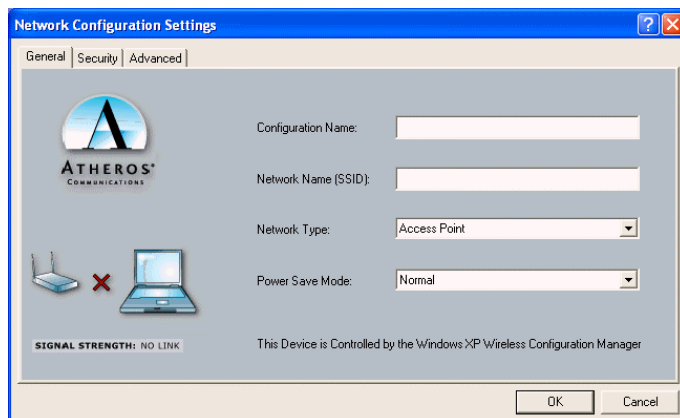 Network Configuration Settings
General Security Advanced
A
ATHEROS®
COMMUNICATIONS
Configuration Name:
Network Name (SSID):
Network Type: Access Point
Power Save Mode: Normal
SIGNAL STRENGTH: NO LINK
This Device is Controlled by the Windows XP Wireless Configuration Manager
OK Cancel